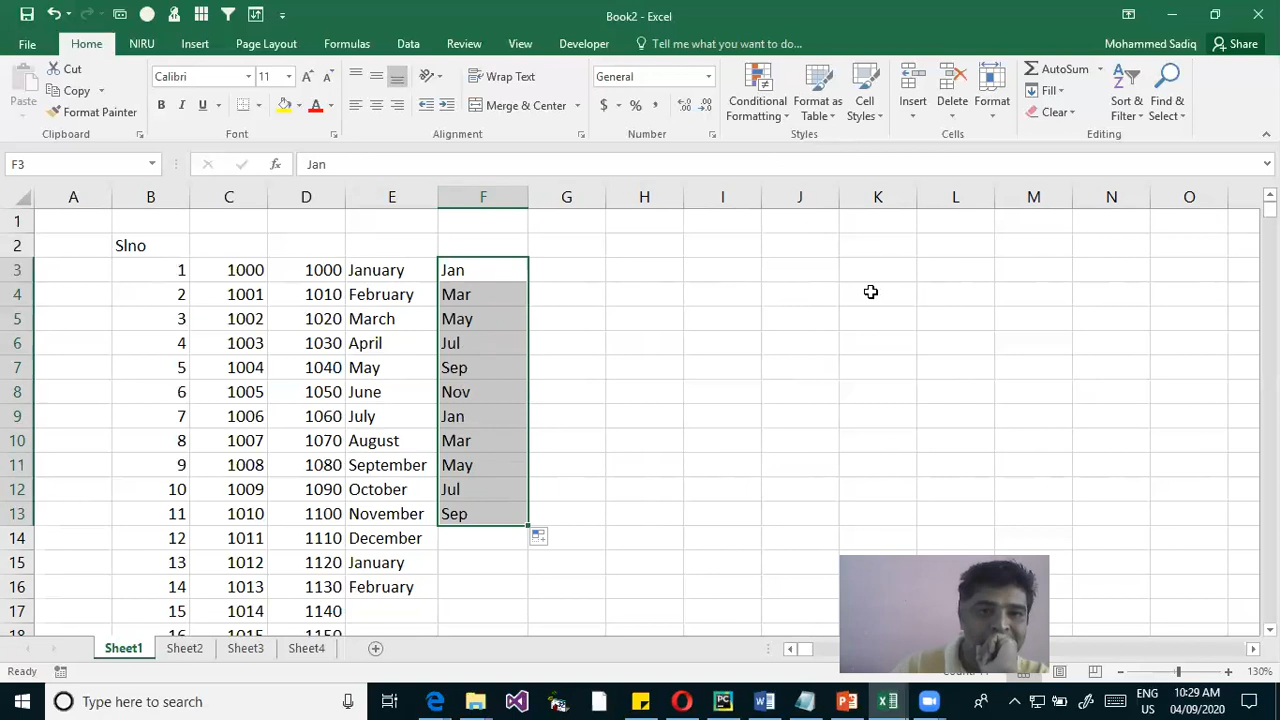 Book2 - Excel
File Home NIRU Insert Page Layout Formulas Data Review View Developer Tell me what you want to do... Mohammed Sadiq Share
Paste
Cut
Copy
Format Painter
Calibri 11
B I U
A A
Wrap Text
Merge & Center
General
$ %
Conditional Formatting
Format as Table
Cell Styles
Insert
Delete
Format
AutoSum
Fill
Clear
Sort & Filter
Find & Select
Clipboard Font Alignment Number Styles Cells Editing
F3 fx Jan
A B C D E F G H I J K L M N O
1
2 Slno
3 1 1000 1000 January Jan
4 2 1001 1010 February Mar
5 3 1002 1020 March May
6 4 1003 1030 April Jul
7 5 1004 1040 May Sep
8 6 1005 1050 June Nov
9 7 1006 1060 July Jan
10 8 1007 1070 August Mar
11 9 1008 1080 September May
12 10 1009 1090 October Jul
13 11 1010 1100 November Sep
14 12 1011 1110 December
15 13 1012 1120 January
16 14 1013 1130 February
17 15 1014 1140
18 16 1015 1150
Sheet1 Sheet2 Sheet3 Sheet4
Ready 130%
Type here to search
ENG
US
10:29 AM
04/09/2020